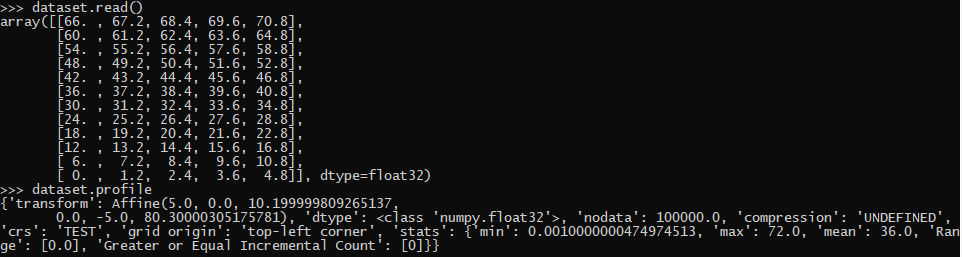 >>> dataset.read()
array([[66. , 67.2, 68.4, 69.6, 70.8],
       [60. , 61.2, 62.4, 63.6, 64.8],
       [54. , 55.2, 56.4, 57.6, 58.8],
       [48. , 49.2, 50.4, 51.6, 52.8],
       [42. , 43.2, 44.4, 45.6, 46.8],
       [36. , 37.2, 38.4, 39.6, 40.8],
       [30. , 31.2, 32.4, 33.6, 34.8],
       [24. , 25.2, 26.4, 27.6, 28.8],
       [18. , 19.2, 20.4, 21.6, 22.8],
       [12. , 13.2, 14.4, 15.6, 16.8],
       [ 6. ,  7.2,  8.4,  9.6, 10.8],
       [ 0. ,  1.2,  2.4,  3.6,  4.8]], dtype=float32)
>>> dataset.profile
{'transform': Affine(5.0, 0.0, 10.199999809265137,
       0.0, -5.0, 80.30000305175781), 'dtype': <class 'numpy.float32'>, 'nodata': 100000.0, 'compression': 'UNDEFINED',
'crs': 'TEST', 'grid origin': 'top-left corner', 'stats': {'min': 0.0010000000474974513, 'max': 72.0, 'mean': 36.0, 'Ran
ge': [0.0], 'Greater or Equal Incremental Count': [0]}}